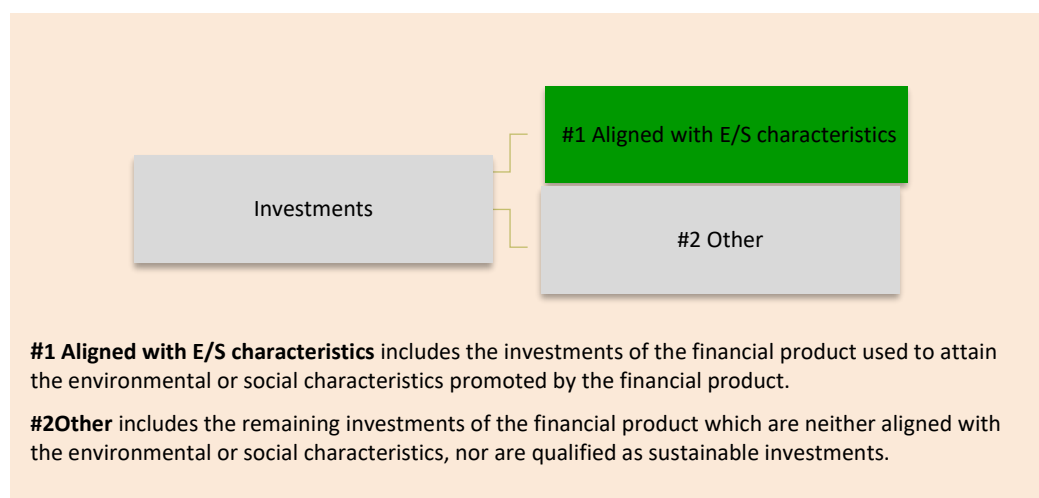 #1 Aligned with E/S characteristics
Investments
#2 Other
#1 Aligned with E/S characteristics includes the investments of the financial product used to attain
the environmental or social characteristics promoted by the financial product.
#2Other includes the remaining investments of the financial product which are neither aligned with
the environmental or social characteristics, nor are qualified as sustainable investments.